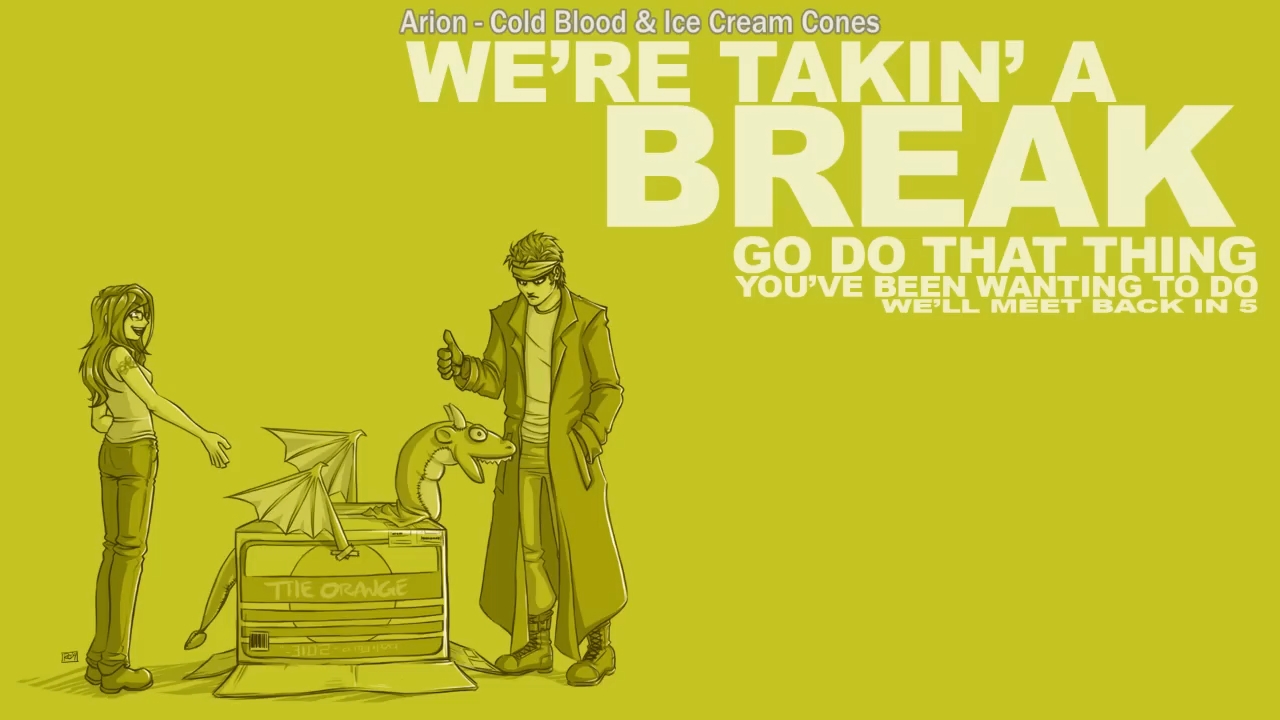 Arion - Cold Blood & Ice Cream Cones
WE'RE TAKIN' A
BREAK
GO DO THAT THING
YOU'VE BEEN WANTING TO DO
WE'LL MEET BACK IN 5
THE ORANGE